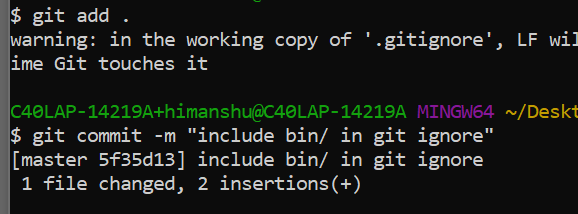 $ git add .
warning: in the working copy of '.gitignore', LF wil
ime Git touches it
C40LAP-14219A+himanshu@C40LAP-14219A MINGW64 ~/Deskt
$ git commit -m "include bin/ in git ignore"
[master 5f35d13] include bin/ in git ignore
 1 file changed, 2 insertions(+)